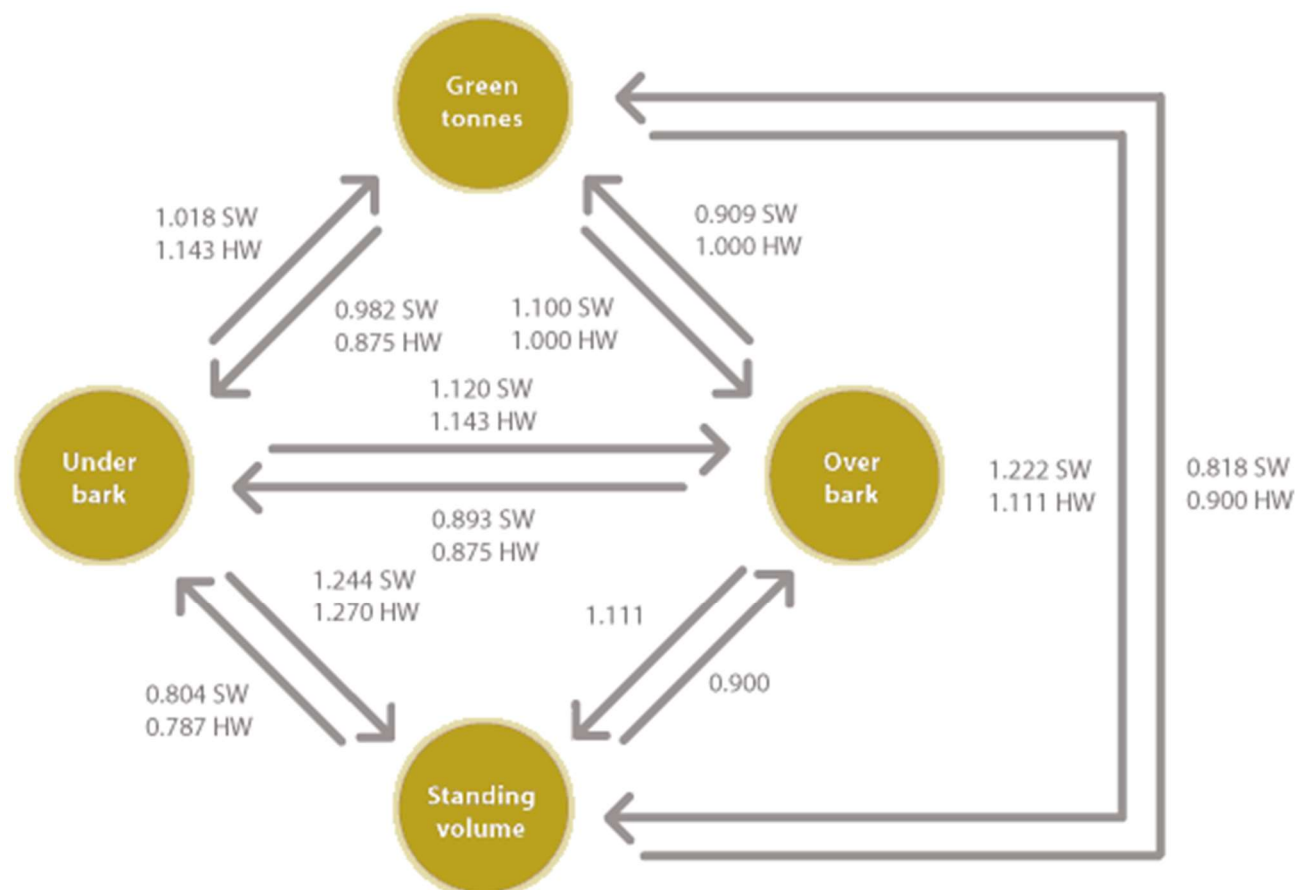 Green
tonnes
1.018 SW
1.143 HW
0.909 SW
1.000 HW
0.982 SW
0.875 HW
1.100 SW
1.000 HW
1.120 SW
1.143 HW
Under
bark
Over
bark
1.222 SW
1.111 HW
0.818 SW
0.900 HW
0.893 SW
0.875 HW
1.244 SW
1.270 HW
1.111
0.900
0.804 SW
0.787 HW
Standing
volume